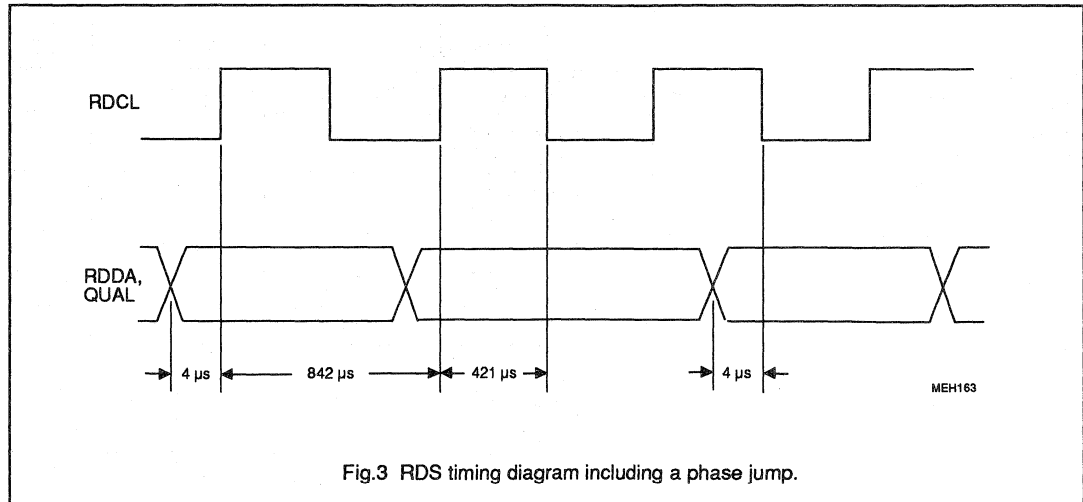 RDCL
RDDA,
QUAL
4 µs
842 µs
421 µs
4 µs
MEH163
Fig.3 RDS timing diagram including a phase jump.